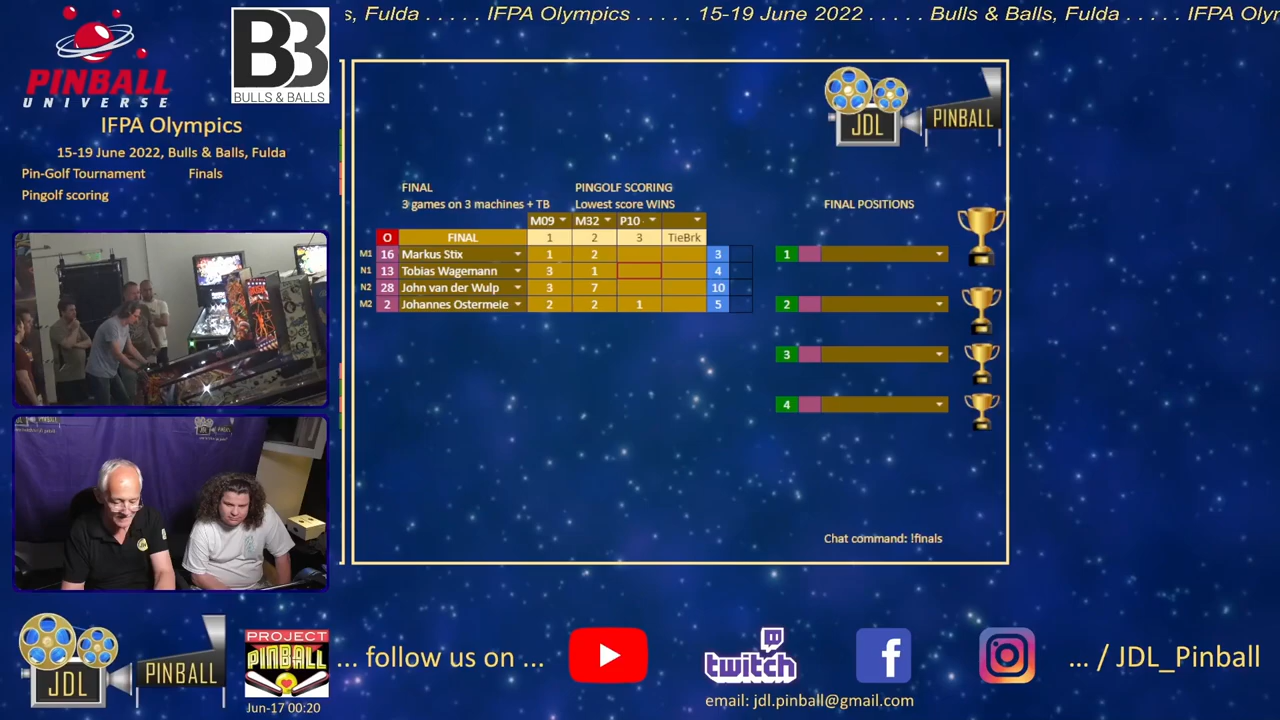 s, Fulda . . . . . IFPA Olympics . . . . . 15-19 June 2022 . . . . . Bulls & Balls, Fulda . . . . . IFPA Olym
PINBALL
UNIVERSE
BB
BULLS & BALLS
IFPA Olympics
15-19 June 2022, Bulls & Balls, Fulda
Pin-Golf Tournament Finals
Pingolf scoring
JDL PINBALL
FINAL PINGOLF SCORING
3 games on 3 machines + TB Lowest score WINS
FINAL POSITIONS
M09 M32 P10
O FINAL 1 2 3 TieBrk
M1 16 Markus Stix 1 2 3
N1 13 Tobias Wagemann 3 1 4
N2 28 John van der Wulp 3 7 10
M2 2 Johannes Ostermeie 2 2 1 5
1
2
3
4
Chat command: !finals
JDL PINBALL
PROJECT
PINBALL
Jun-17 00:20
... follow us on ...
twitch
f
... / JDL_Pinball
email: jdl.pinball@gmail.com